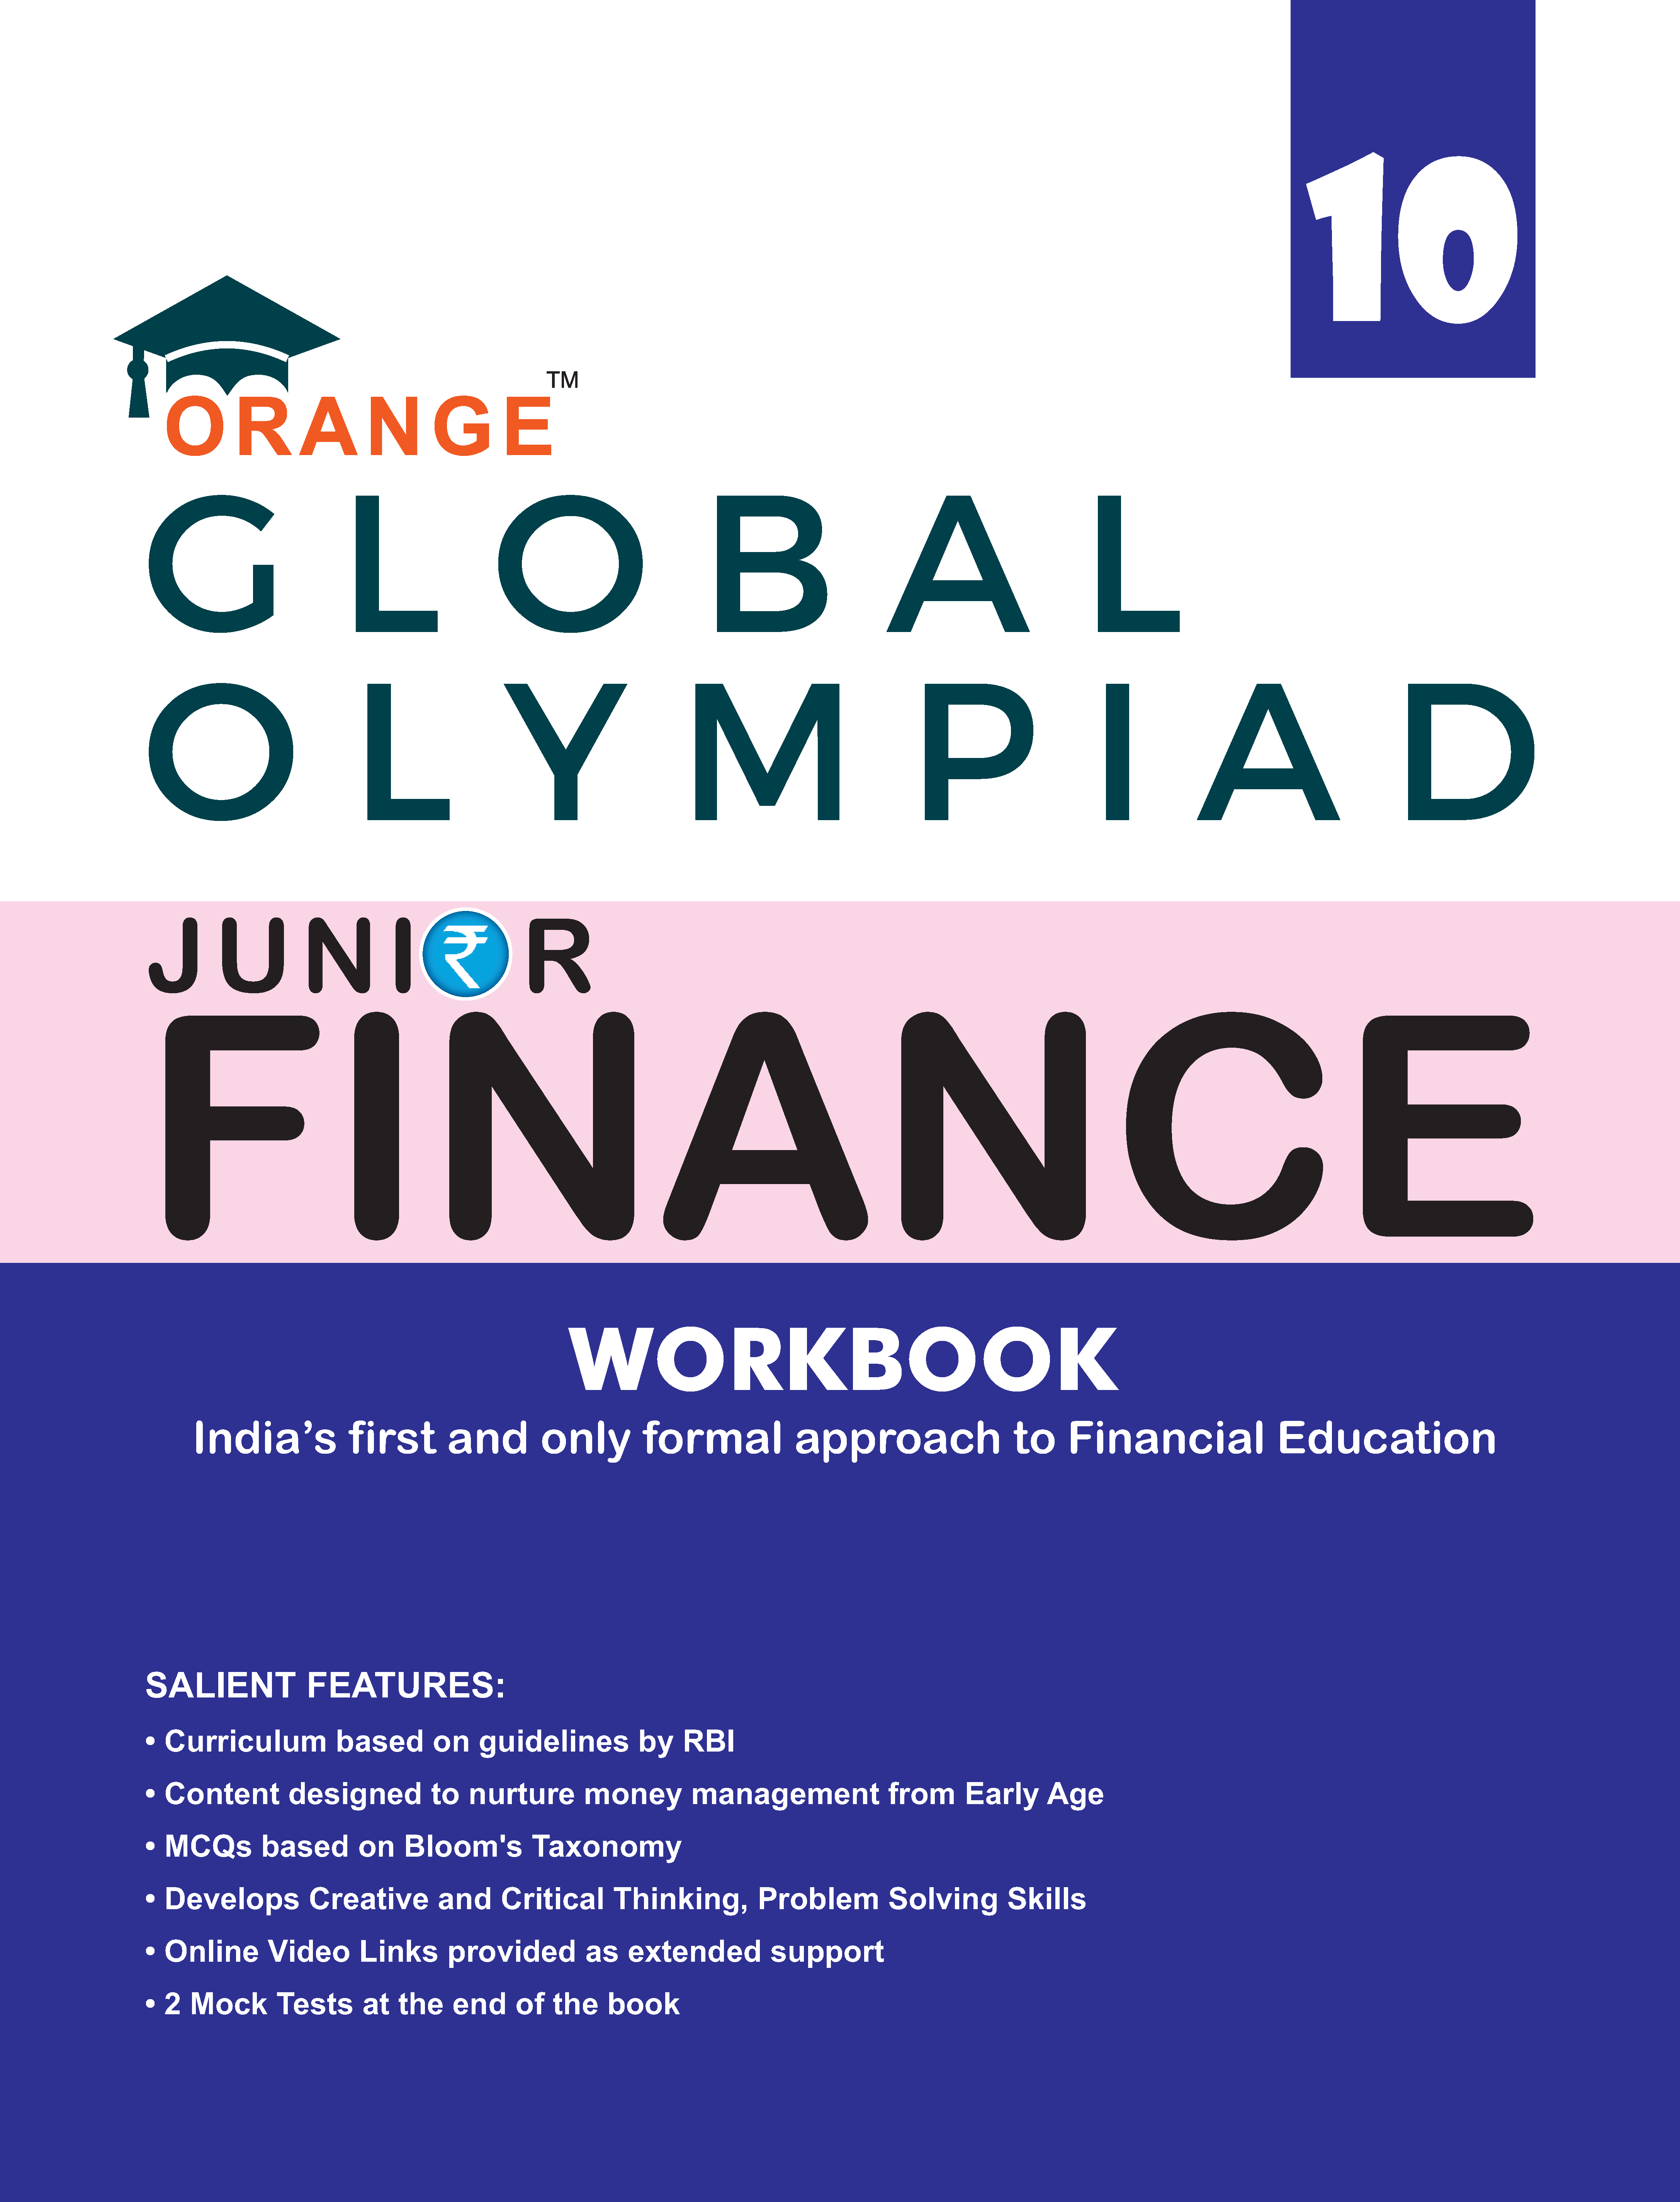 10
ORANGE™
GLOBAL
OLYMPIAD
JUNI₹R
FINANCE
WORKBOOK
India’s first and only formal approach to Financial Education
SALIENT FEATURES:
• Curriculum based on guidelines by RBI
• Content designed to nurture money management from Early Age
• MCQs based on Bloom's Taxonomy
• Develops Creative and Critical Thinking, Problem Solving Skills
• Online Video Links provided as extended support
• 2 Mock Tests at the end of the book